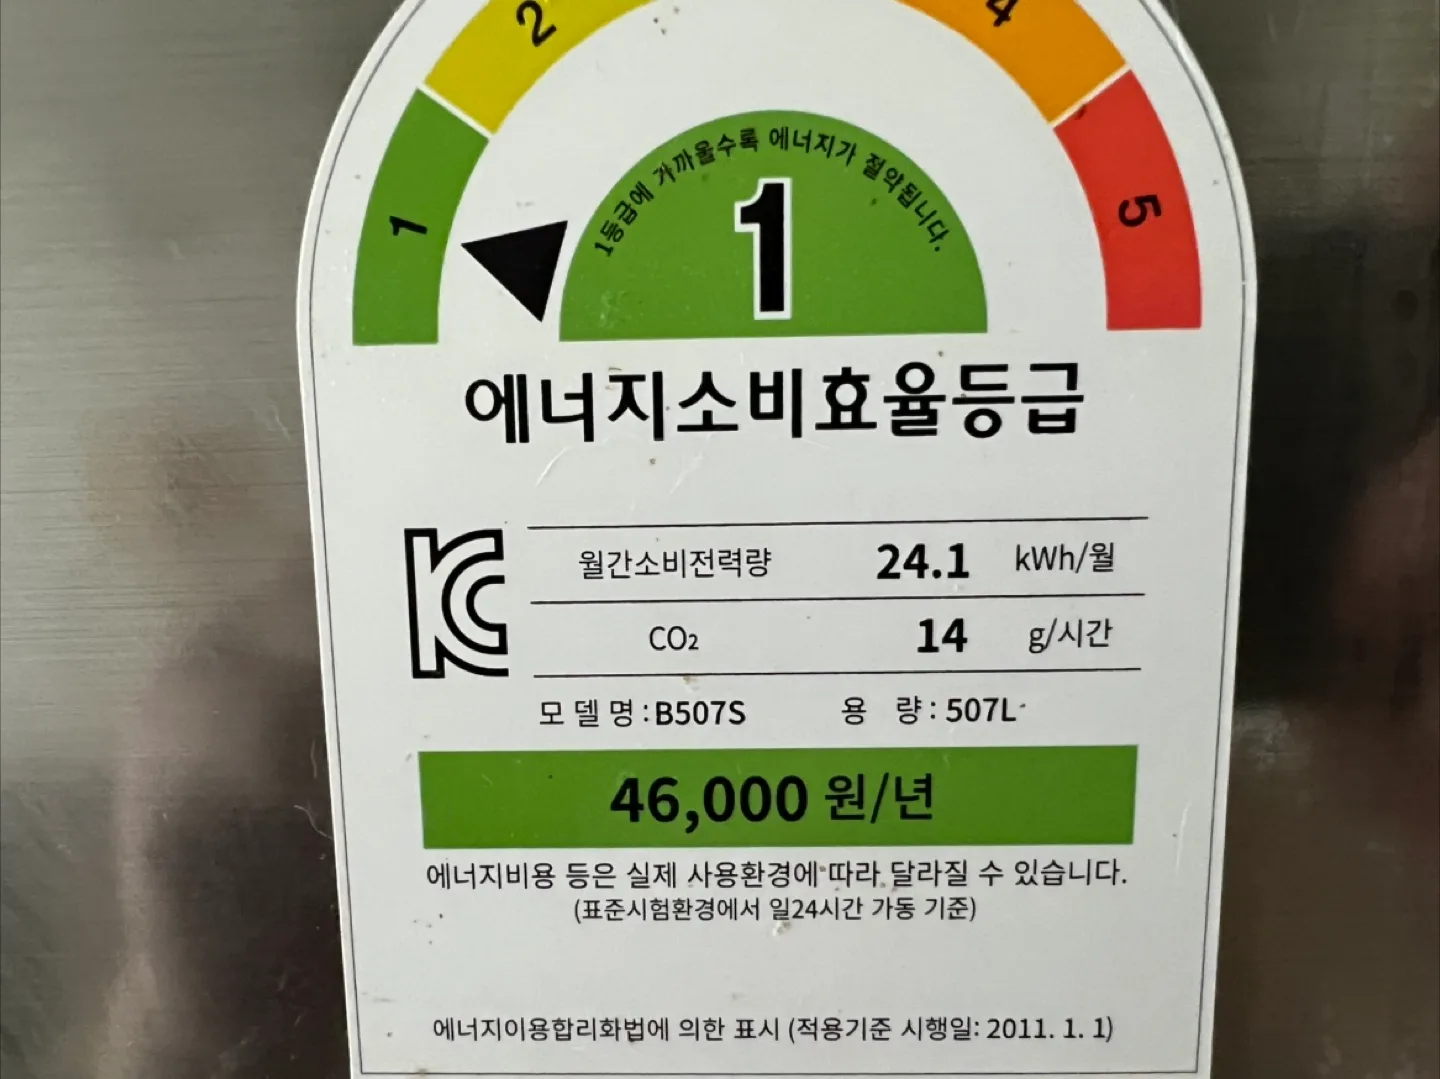 2
4
1
5
1등급에 가까울수록 에너지가 절약됩니다.
1
에너지소비효율등급
월간소비전력량 24.1 kWh/월
CO₂ 14 g/시간
모델명 : B507S 용 량 : 507L
46,000 원/년
에너지비용 등은 실제 사용환경에 따라 달라질 수 있습니다.
(표준시험환경에서 일24시간 가동 기준)
에너지이용합리화법에 의한 표시 (적용기준 시행일: 2011. 1. 1)